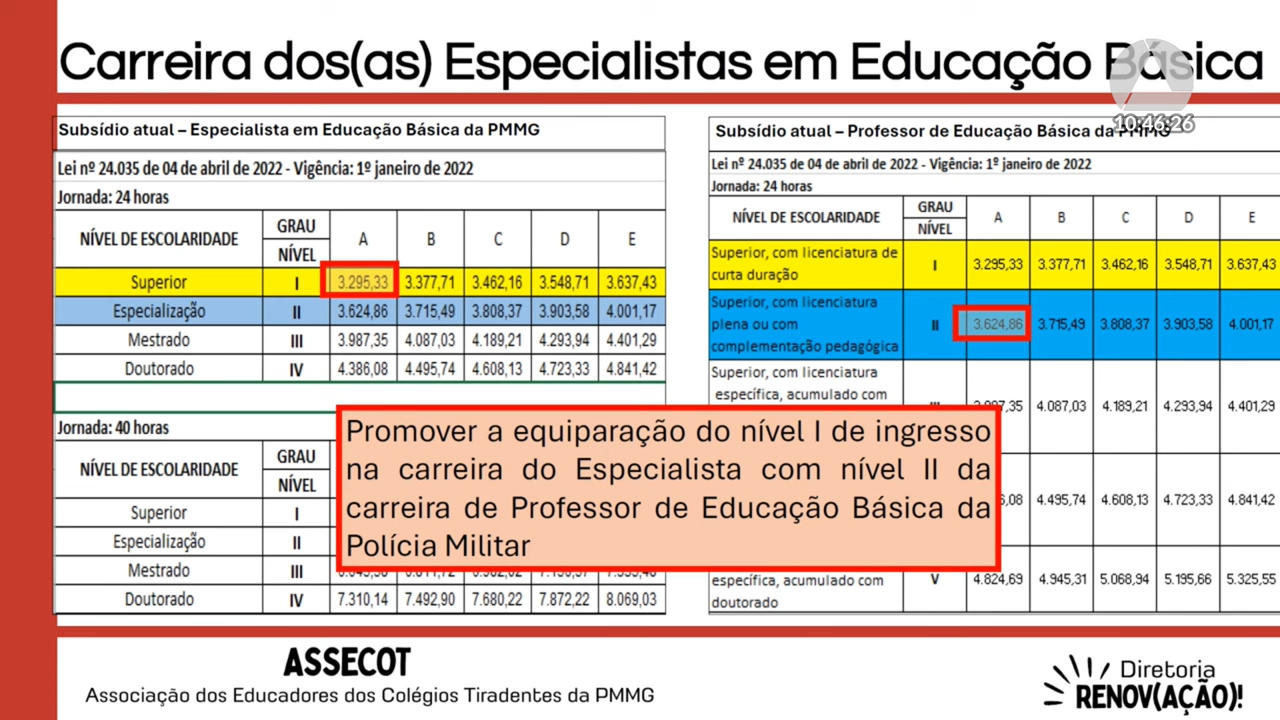 Carreira dos(as) Especialistas em Educação Básica
10:46:26
Subsídio atual – Especialista em Educação Básica da PMMG
Lei nº 24.035 de 04 de abril de 2022 - Vigência: 1º janeiro de 2022
Jornada: 24 horas
NÍVEL DE ESCOLARIDADE GRAU A B C D E
NÍVEL
Superior I 3.295,33 3.377,71 3.462,16 3.548,71 3.637,43
Especialização II 3.624,86 3.715,49 3.808,37 3.903,58 4.001,17
Mestrado III 3.987,35 4.087,03 4.189,21 4.293,94 4.401,29
Doutorado IV 4.386,08 4.495,74 4.608,13 4.723,33 4.841,42
Jornada: 40 horas
NÍVEL DE ESCOLARIDADE GRAU
NÍVEL
Superior I
Especialização II
Mestrado III
Doutorado IV 7.310,14 7.492,90 7.680,22 7.872,22 8.069,03
Subsídio atual – Professor de Educação Básica da PMMG
Lei nº 24.035 de 04 de abril de 2022 - Vigência: 1º janeiro de 2022
Jornada: 24 horas
NÍVEL DE ESCOLARIDADE GRAU A B C D E
NÍVEL
Superior, com licenciatura de
curta duração I 3.295,33 3.377,71 3.462,16 3.548,71 3.637,43
Superior, com licenciatura
plena ou com II 3.624,86 3.715,49 3.808,37 3.903,58 4.001,17
complementação pedagógica
Superior, com licenciatura
específica, acumulado com
4.087,03 4.189,21 4.293,94 4.401,29
4.495,74 4.608,13 4.723,33 4.841,42
específica, acumulado com V 4.824,69 4.945,31 5.068,94 5.195,66 5.325,55
doutorado
Promover a equiparação do nível I de ingresso
na carreira do Especialista com nível II da
carreira de Professor de Educação Básica da
Polícia Militar
ASSECOT
Associação dos Educadores dos Colégios Tiradentes da PMMG
Diretoria
RENOV(AÇÃO)!